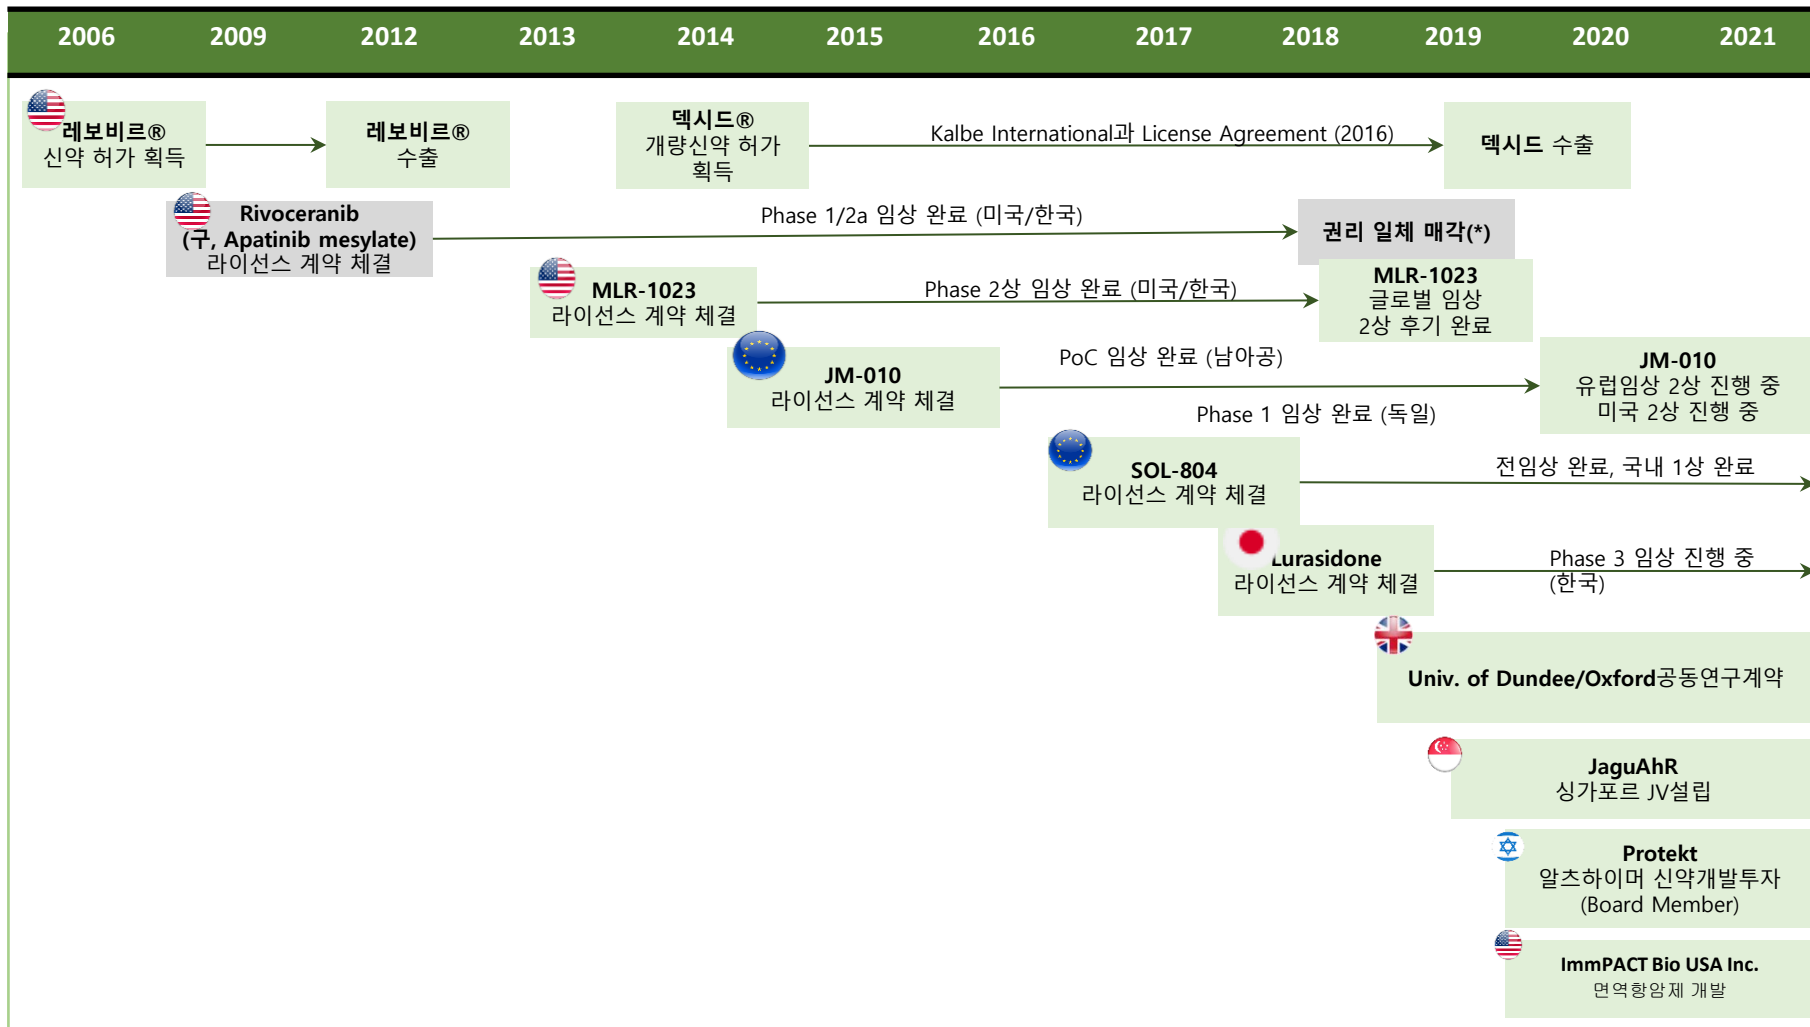 2006 2009 2012 2013 2014 2015 2016 2017 2018 2019 2020 2021
레보비르®
신약 허가 획득
레보비르®
수출
덱시드®
개량신약 허가
획득
Kalbe International과 License Agreement (2016)
덱시드 수출
Rivoceranib
(구, Apatinib mesylate)
라이선스 계약 체결
Phase 1/2a 임상 완료 (미국/한국)
권리 일체 매각(*)
MLR-1023
라이선스 계약 체결
Phase 2상 임상 완료 (미국/한국)
MLR-1023
글로벌 임상
2상 후기 완료
JM-010
라이선스 계약 체결
PoC 임상 완료 (남아공)
Phase 1 임상 완료 (독일)
JM-010
유럽임상 2상 진행 중
미국 2상 진행 중
SOL-804
라이선스 계약 체결
전임상 완료, 국내 1상 완료
Lurasidone
라이선스 계약 체결
Phase 3 임상 진행 중
(한국)
Univ. of Dundee/Oxford공동연구계약
JaguAhR
싱가포르 JV설립
Protekt
알츠하이머 신약개발투자
(Board Member)
ImmPACT Bio USA Inc.
면역항암제 개발